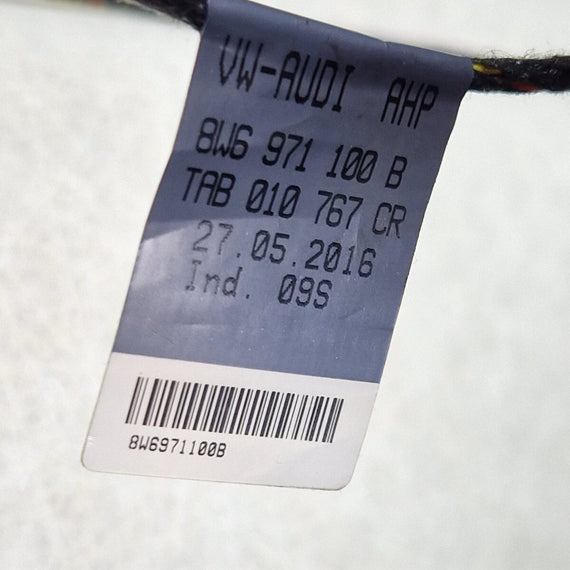 VW-AUDI AHP
8W6 971 100 B
TAB 010 767 CR
27.05.2016
Ind. 09S
8W6971100B